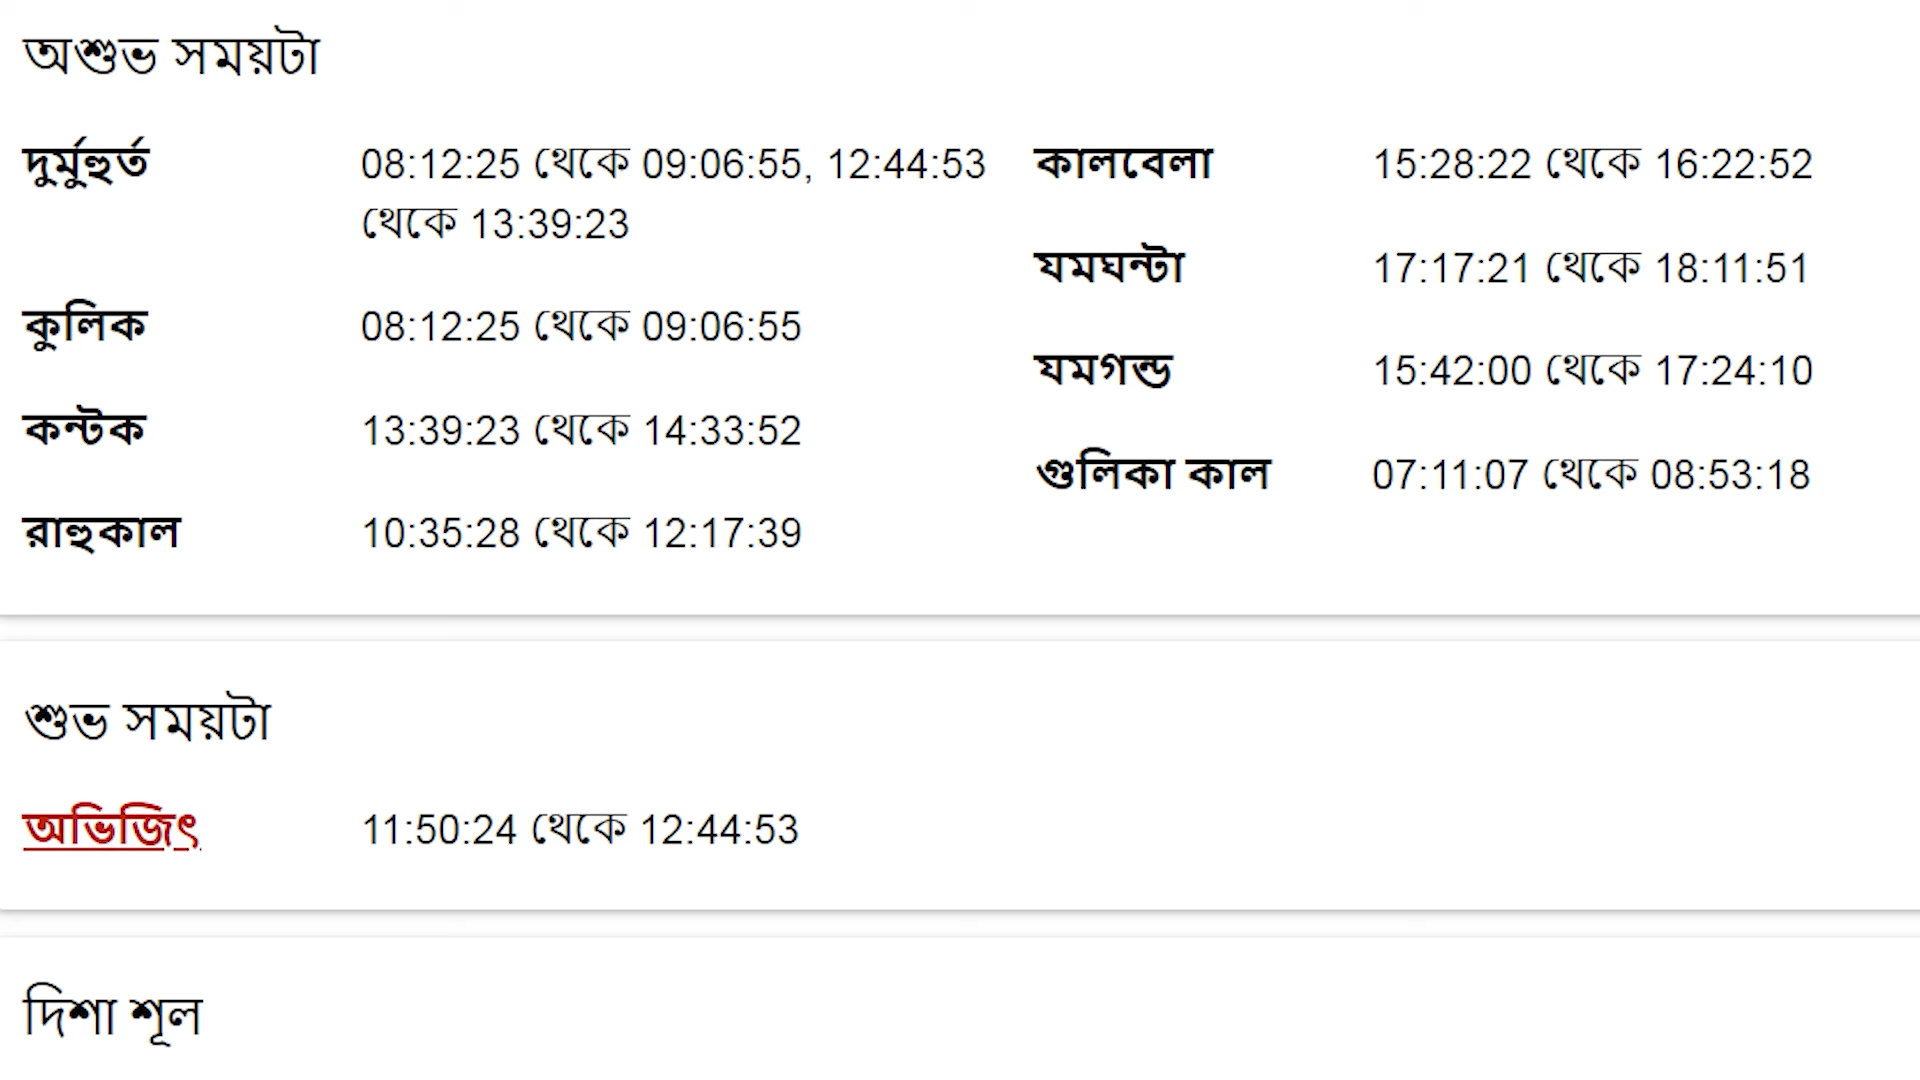 অশুভ সময়টা
দুর্মুহুর্ত 08:12:25 থেকে 09:06:55, 12:44:53
থেকে 13:39:23
কুলিক 08:12:25 থেকে 09:06:55
কন্টক 13:39:23 থেকে 14:33:52
রাহুকাল 10:35:28 থেকে 12:17:39
কালবেলা 15:28:22 থেকে 16:22:52
যমঘন্টা 17:17:21 থেকে 18:11:51
যমগন্ড 15:42:00 থেকে 17:24:10
গুলিকা কাল 07:11:07 থেকে 08:53:18
শুভ সময়টা
অভিজিৎ 11:50:24 থেকে 12:44:53
দিশা শূল